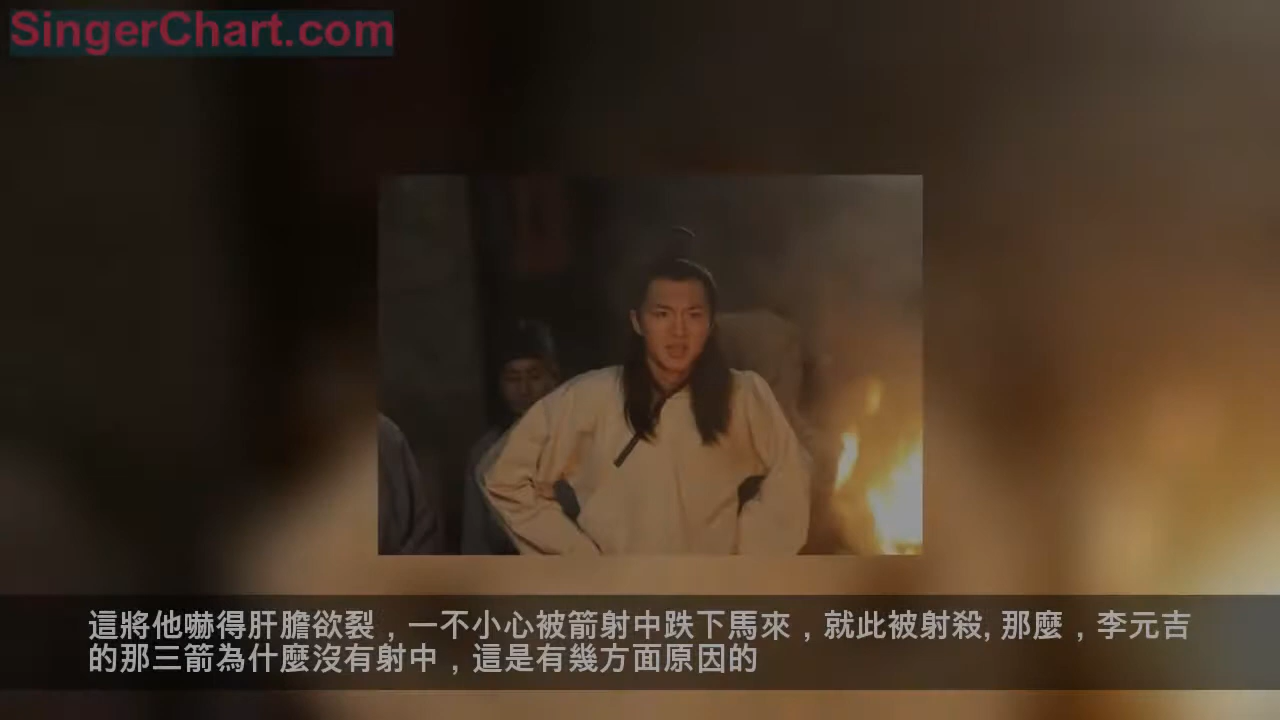 SingerChart.com
這將他嚇得肝膽欲裂，一不小心被箭射中跌下馬來，就此被射殺, 那麼，李元吉
的那三箭為什麼沒有射中，這是有幾方面原因的